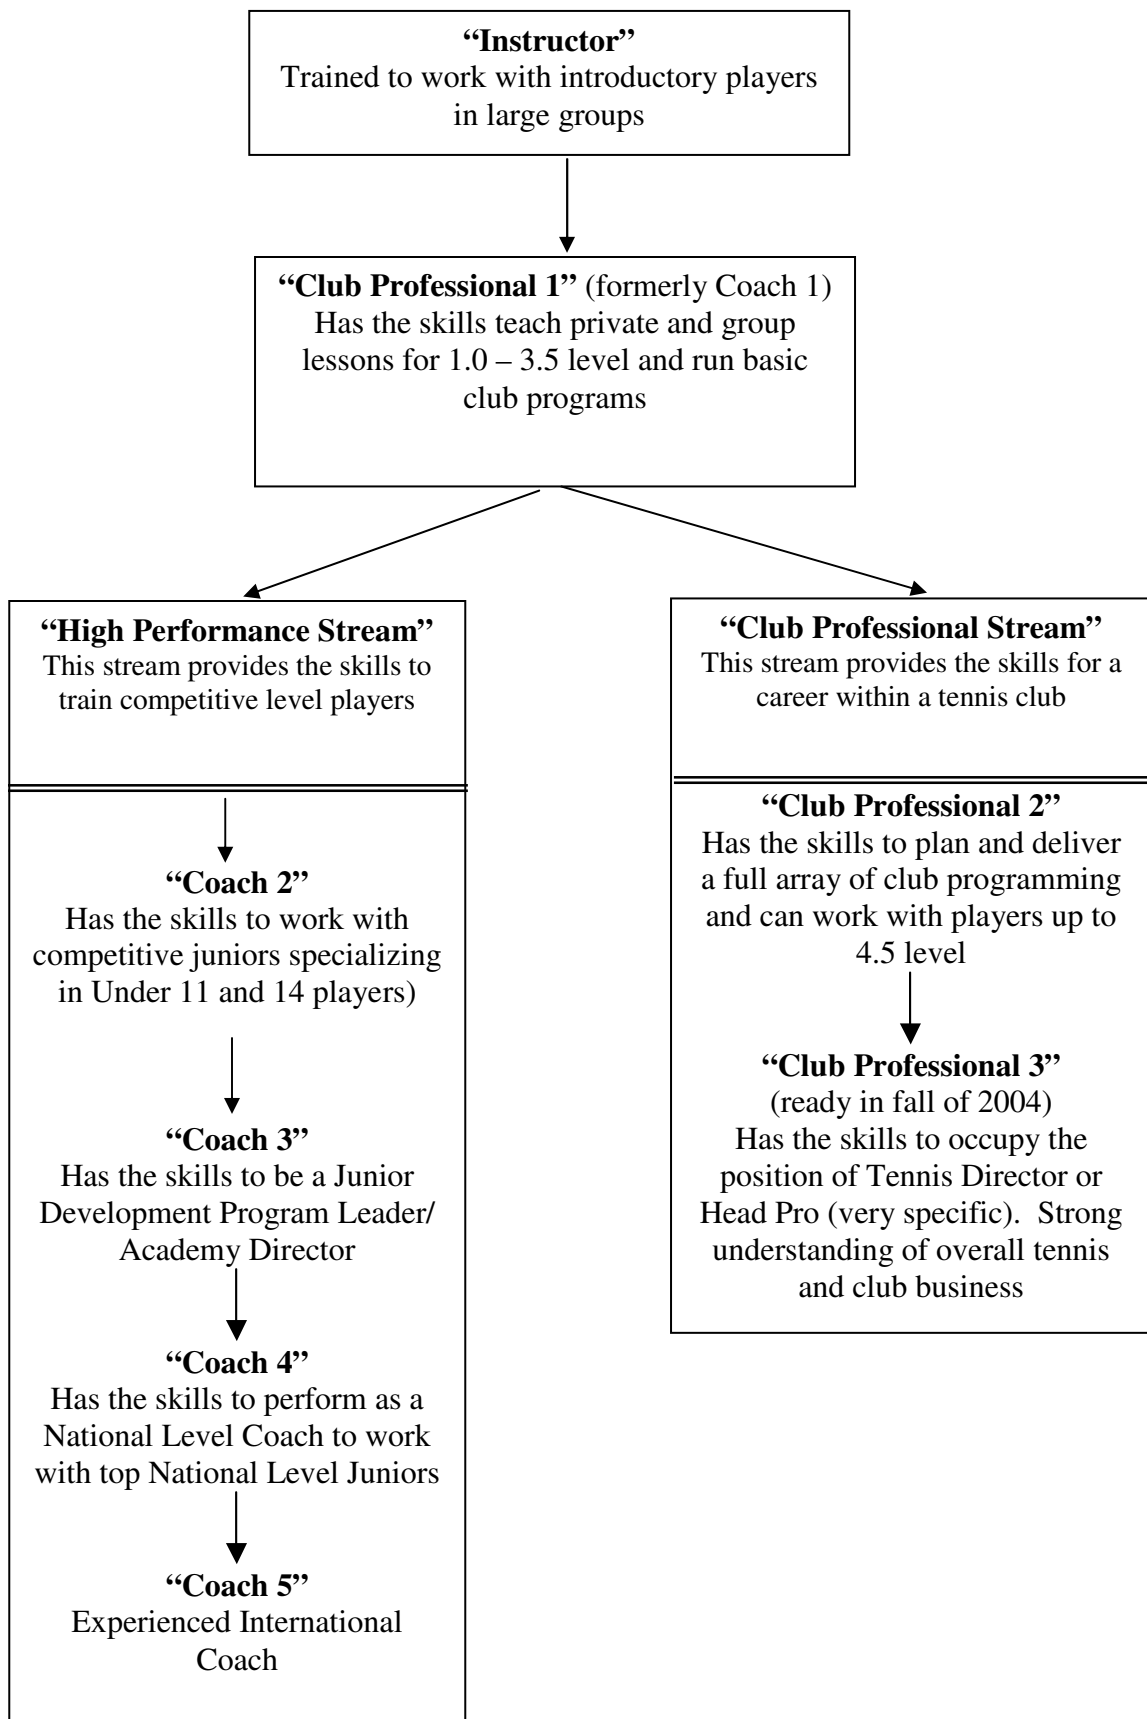 “Instructor”
Trained to work with introductory players
in large groups
“Club Professional 1” (formerly Coach 1)
Has the skills teach private and group
lessons for 1.0 – 3.5 level and run basic
club programs
“High Performance Stream”
This stream provides the skills to
train competitive level players
“Coach 2”
Has the skills to work with
competitive juniors specializing
in Under 11 and 14 players)
“Coach 3”
Has the skills to be a Junior
Development Program Leader/
Academy Director
“Coach 4”
Has the skills to perform as a
National Level Coach to work
with top National Level Juniors
“Coach 5”
Experienced International
Coach
“Club Professional Stream”
This stream provides the skills for a
career within a tennis club
“Club Professional 2”
Has the skills to plan and deliver
a full array of club programming
and can work with players up to
4.5 level
“Club Professional 3”
(ready in fall of 2004)
Has the skills to occupy the
position of Tennis Director or
Head Pro (very specific).  Strong
understanding of overall tennis
and club business